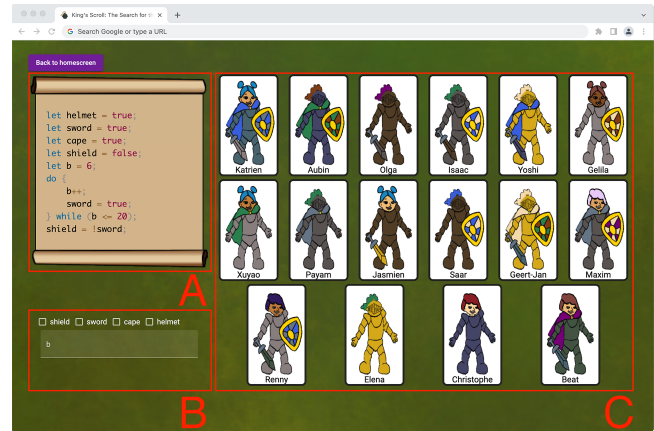 King's Scroll: The Search for th
Search Google or type a URL
Back to homescreen
let helmet = true;
let sword = true;
let cape = true;
let shield = false;
let b = 6;
do {
b++;
sword = true;
} while (b <= 20);
shield = !sword;
A
shield sword cape helmet
b
B
Katrien Aubin Olga Isaac Yoshi Gelila
Xuyao Payam Jasmien Saar Geert-Jan Maxim
Renny Elena Christophe Beat
C